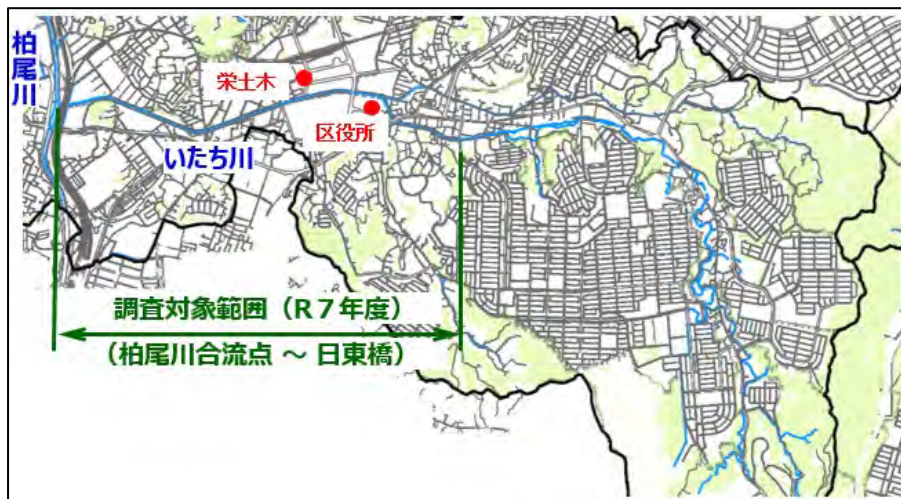 柏尾川
栄土木
区役所
いたち川
調査対象範囲（R７年度）
（柏尾川合流点 ～ 日東橋）